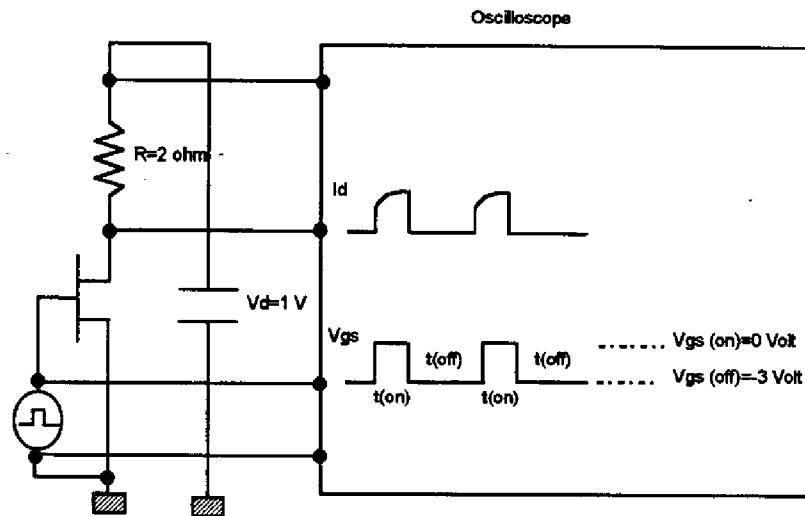 Oscilloscope
R=2 ohm
Id
Vd=1 V
Vgs
t(off)
t(off)
t(on)
t(on)
Vgs (on)=0 Volt
Vgs (off)=-3 Volt